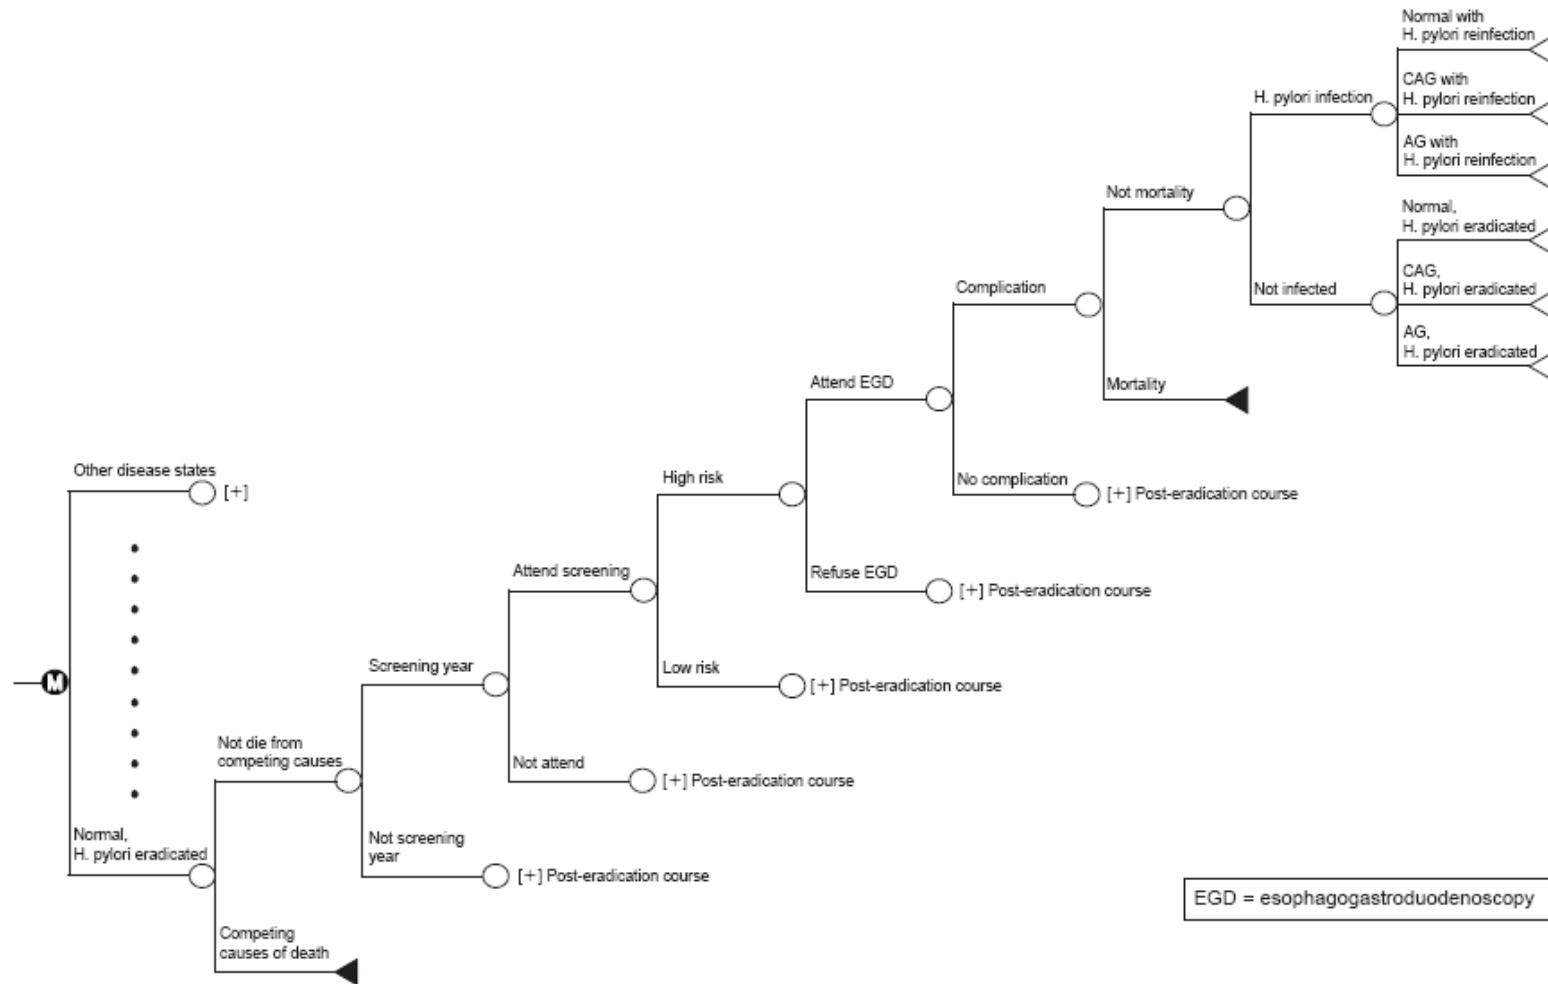 Normal with
H. pylori reinfection
CAG with
H. pylori reinfection
AG with
H. pylori reinfection
H. pylori infection
Not mortality
Normal,
H. pylori eradicated
CAG,
H. pylori eradicated
AG,
H. pylori eradicated
Not infected
Complication
Mortality
Attend EGD
No complication
[+] Post-eradication course
High risk
Refuse EGD
[+] Post-eradication course
Other disease states
[+]
Attend screening
Low risk
[+] Post-eradication course
M
Screening year
Not attend
[+] Post-eradication course
Not die from
competing causes
Not screening
year
[+] Post-eradication course
Normal,
H. pylori eradicated
Competing
causes of death
EGD = esophagogastroduodenoscopy